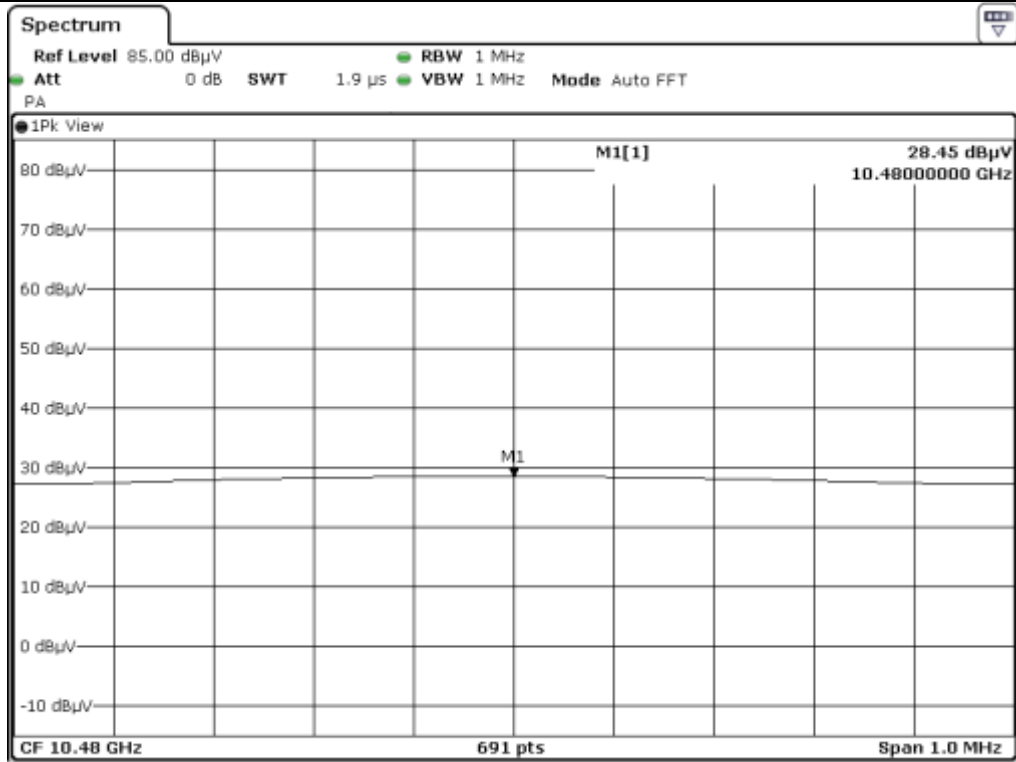 Spectrum
Ref Level 85.00 dBµV RBW 1 MHz
Att 0 dB SWT 1.9 µs VBW 1 MHz Mode Auto FFT
PA
1Pk View
M1[1] 28.45 dBµV
10.48000000 GHz
80 dBµV
70 dBµV
60 dBµV
50 dBµV
40 dBµV
M1
30 dBµV
20 dBµV
10 dBµV
0 dBµV
-10 dBµV
CF 10.48 GHz 691 pts Span 1.0 MHz